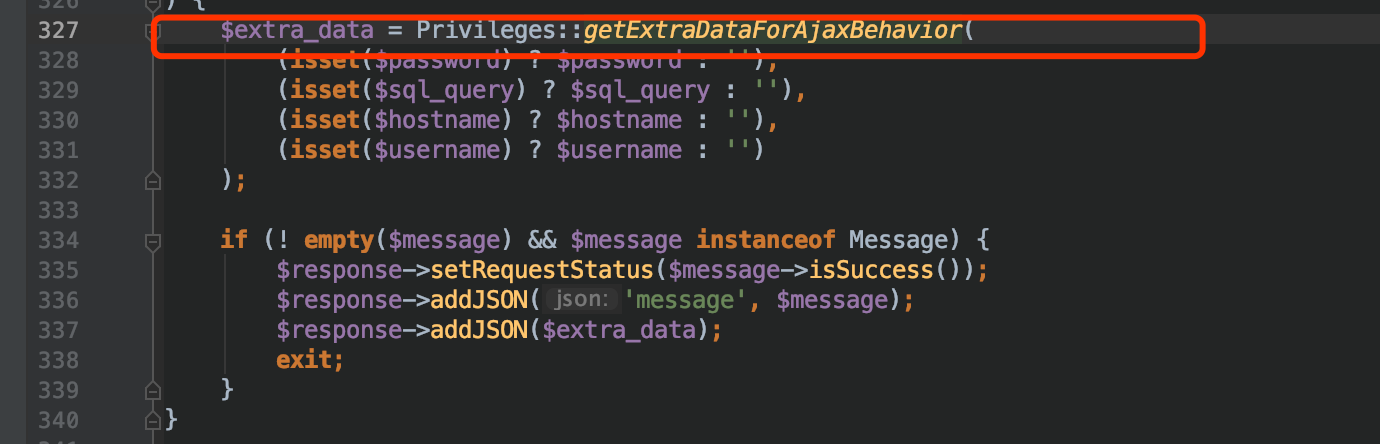 326 ) {
327 $extra_data = Privileges::getExtraDataForAjaxBehavior(
328 (isset($password) ? $password : ''),
329 (isset($sql_query) ? $sql_query : ''),
330 (isset($hostname) ? $hostname : ''),
331 (isset($username) ? $username : '')
332 );
333
334 if (! empty($message) && $message instanceof Message) {
335 $response->setRequestStatus($message->isSuccess());
336 $response->addJSON( json: 'message', $message);
337 $response->addJSON($extra_data);
338 exit;
339 }
340 }